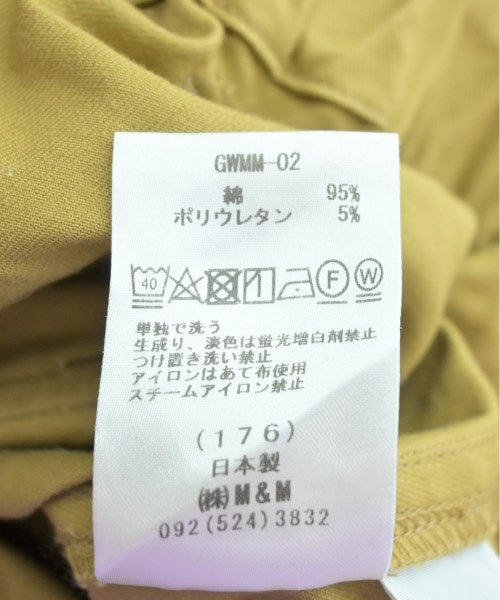 GWMM-02
綿 95%
ポリウレタン 5%
40 F W
単独で洗う
生成り、淡色は蛍光増白剤禁止
つけ置き洗い禁止
アイロンはあて布使用
スチームアイロン禁止
(176)
日本製
㈱M&M
092(524)3832